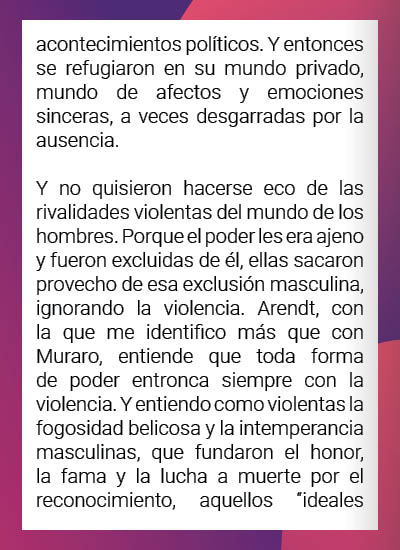 acontecimientos políticos. Y entonces
se refugiaron en su mundo privado,
mundo de afectos y emociones
sinceras, a veces desgarradas por la
ausencia.
Y no quisieron hacerse eco de las
rivalidades violentas del mundo de los
hombres. Porque el poder les era ajeno
y fueron excluidas de él, ellas sacaron
provecho de esa exclusión masculina,
ignorando la violencia. Arendt, con
la que me identifico más que con
Muraro, entiende que toda forma
de poder entronca siempre con la
violencia. Y entiendo como violentas la
fogosidad belicosa y la intemperancia
masculinas, que fundaron el honor,
la fama y la lucha a muerte por el
reconocimiento, aquellos “ideales